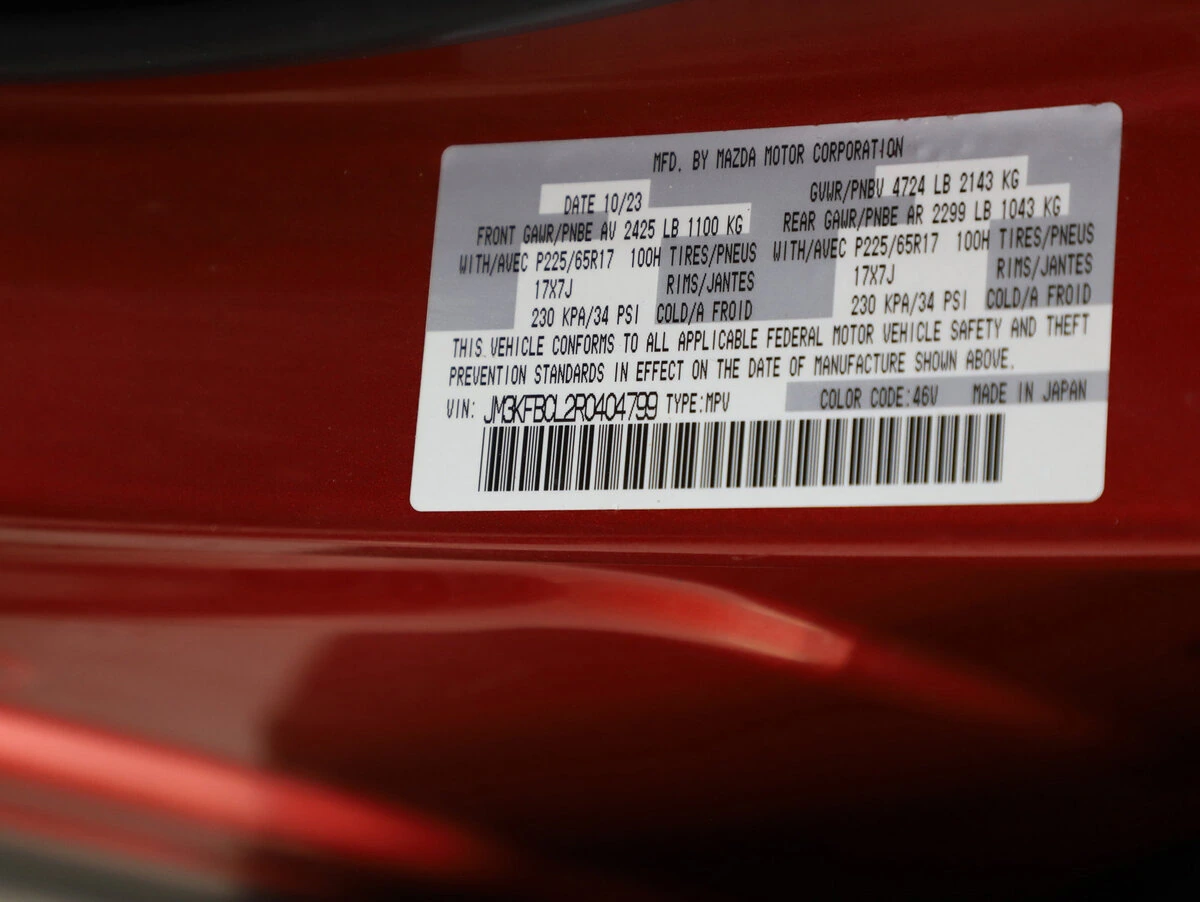 MFD. BY MAZDA MOTOR CORPORATION
DATE 10/23
GVWR/PNBV 4724 LB 2143 KG
FRONT GAWR/PNBE AV 2425 LB 1100 KG
REAR GAWR/PNBE AR 2299 LB 1043 KG
WITH/AVEC P225/65R17 100H TIRES/PNEUS
WITH/AVEC P225/65R17 100H TIRES/PNEUS
17X7J RIMS/JANTES
17X7J RIMS/JANTES
230 KPA/34 PSI COLD/A FROID
230 KPA/34 PSI COLD/A FROID
THIS VEHICLE CONFORMS TO ALL APPLICABLE FEDERAL MOTOR VEHICLE SAFETY AND THEFT
PREVENTION STANDARDS IN EFFECT ON THE DATE OF MANUFACTURE SHOWN ABOVE.
VIN: JM3KFBCL2R0404799 TYPE:MPV COLOR CODE:46V MADE IN JAPAN